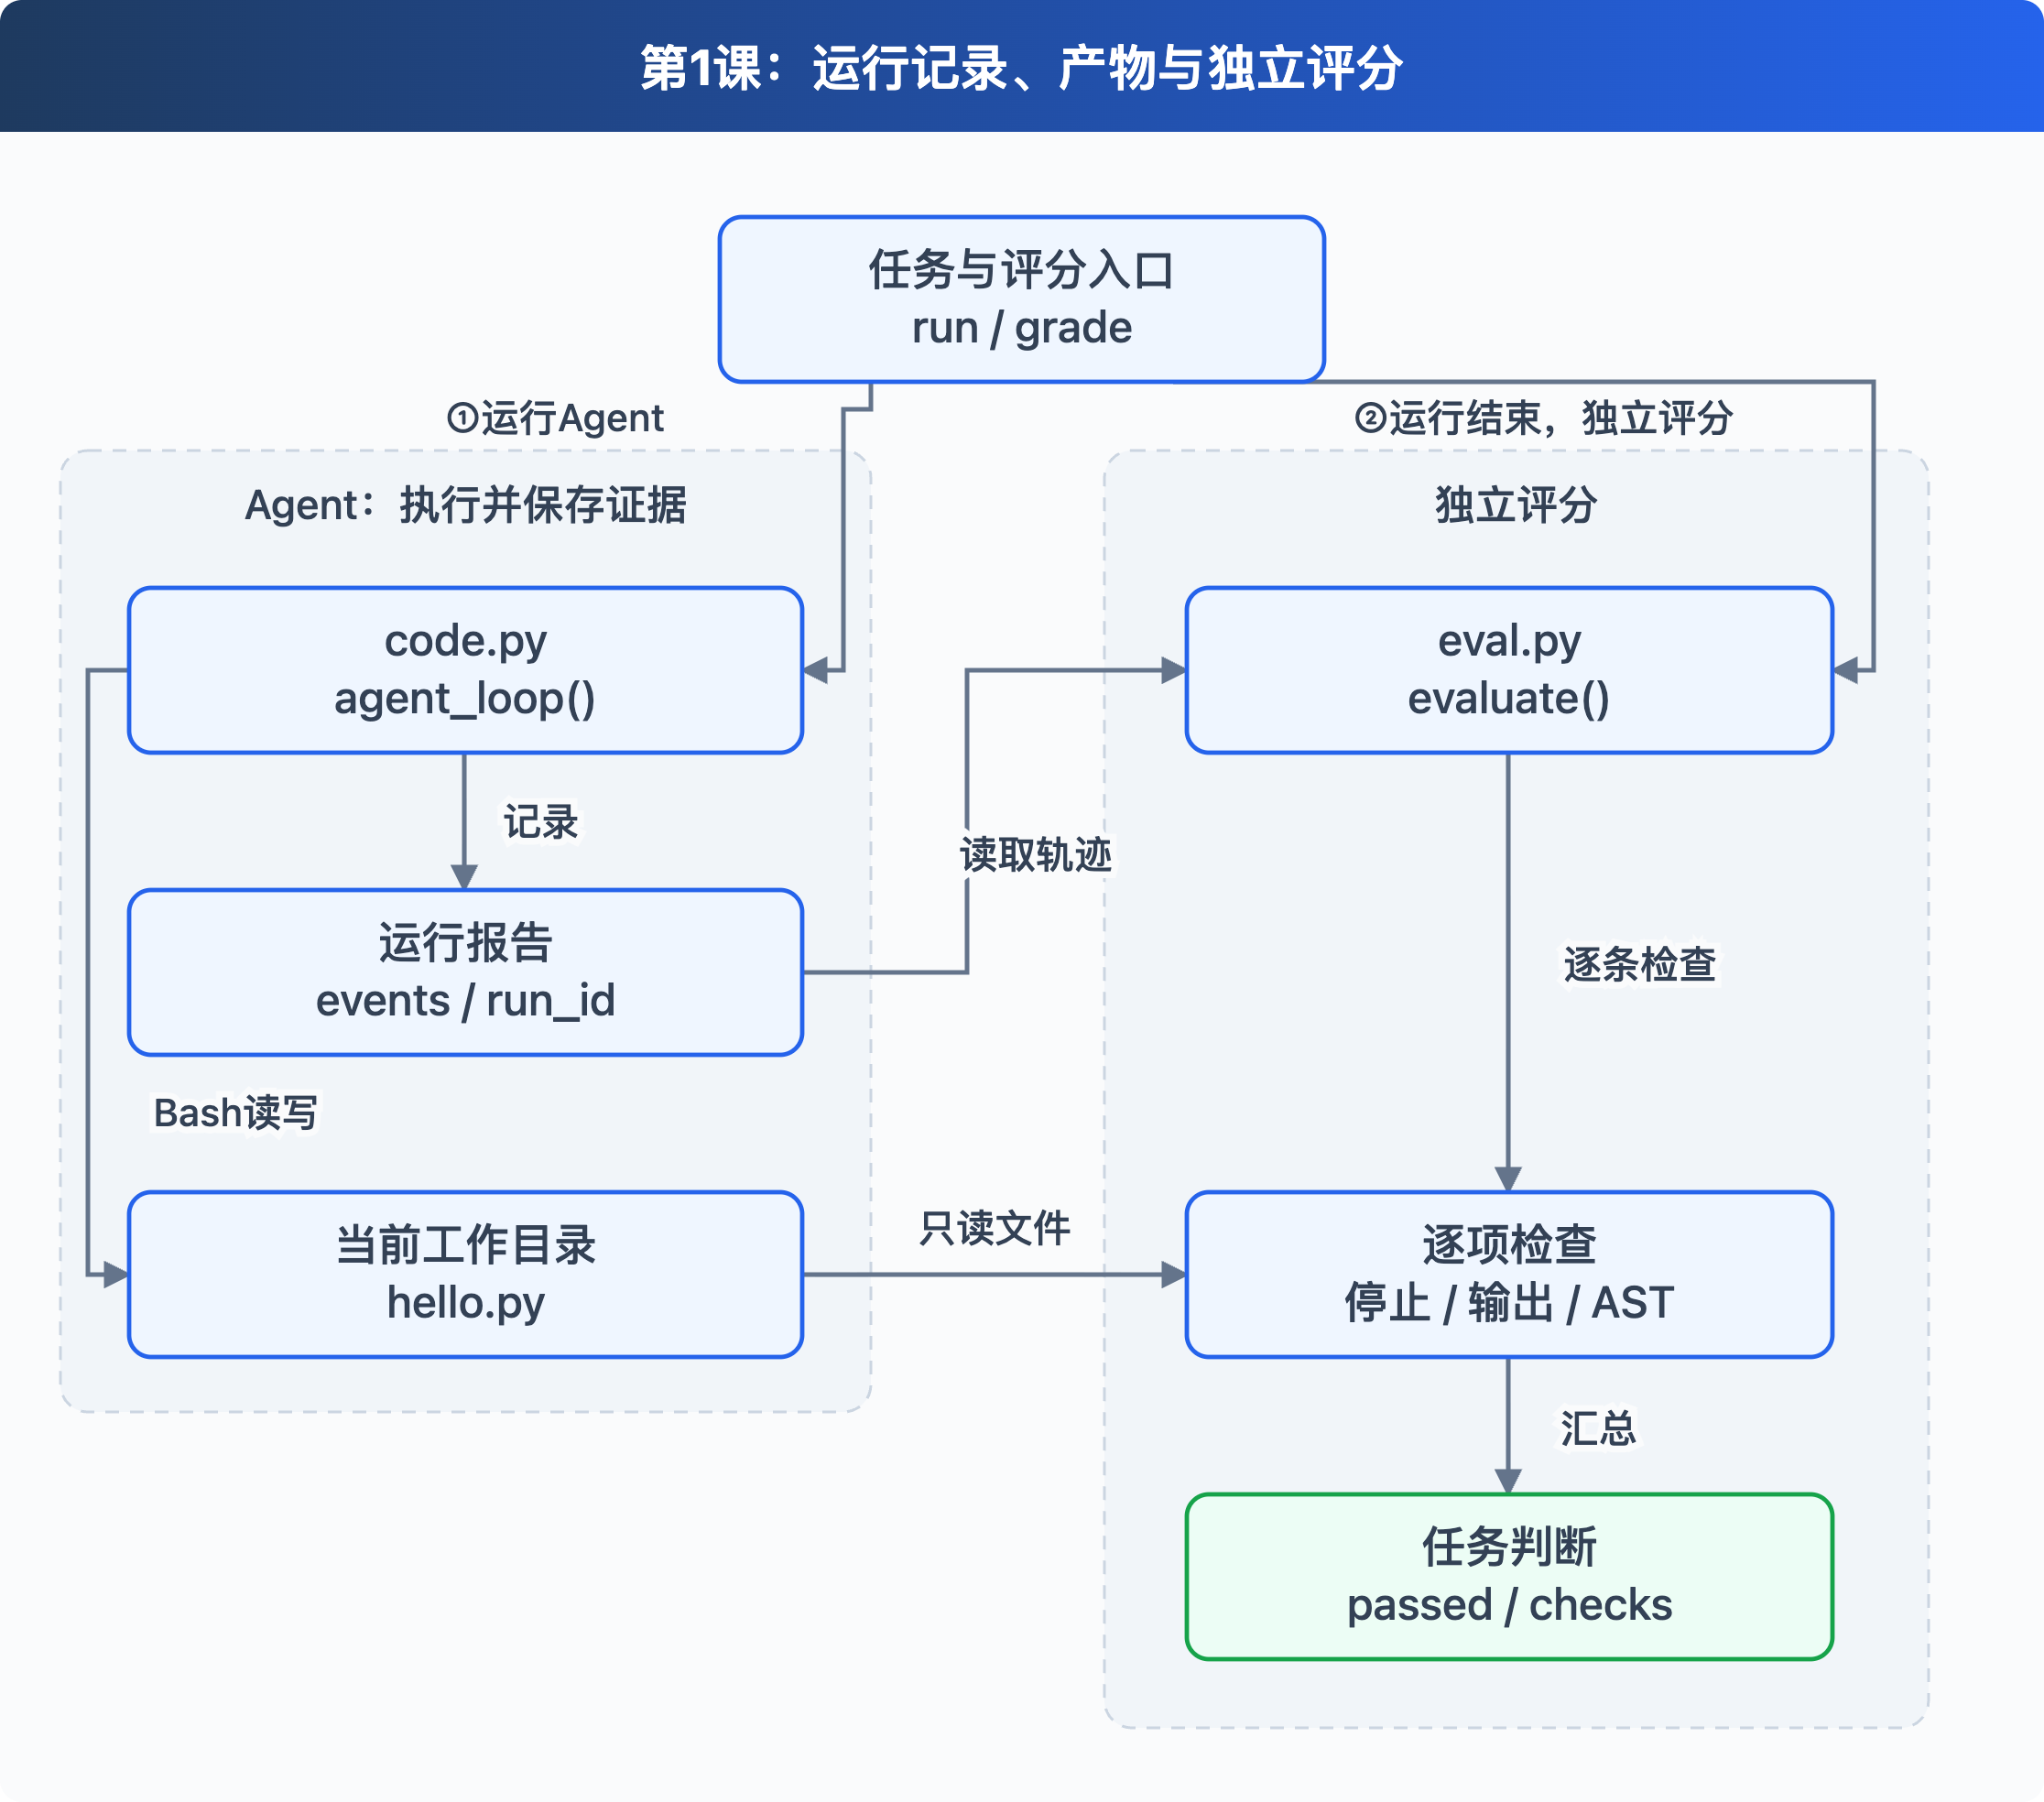 第1课：运行记录、产物与独立评分
任务与评分入口
run / grade
①运行Agent
②运行结束，独立评分
Agent：执行并保存证据
独立评分
code.py
agent_loop()
eval.py
evaluate()
记录
读取轨迹
运行报告
events / run_id
逐条检查
Bash读写
当前工作目录
hello.py
只读文件
逐项检查
停止 / 输出 / AST
汇总
任务判断
passed / checks